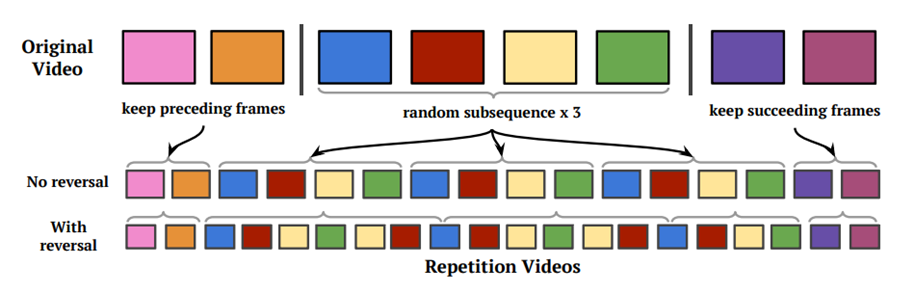 Original
Video
keep preceding frames
random subsequence x 3
keep succeeding frames
No reversal
With
reversal
Repetition Videos